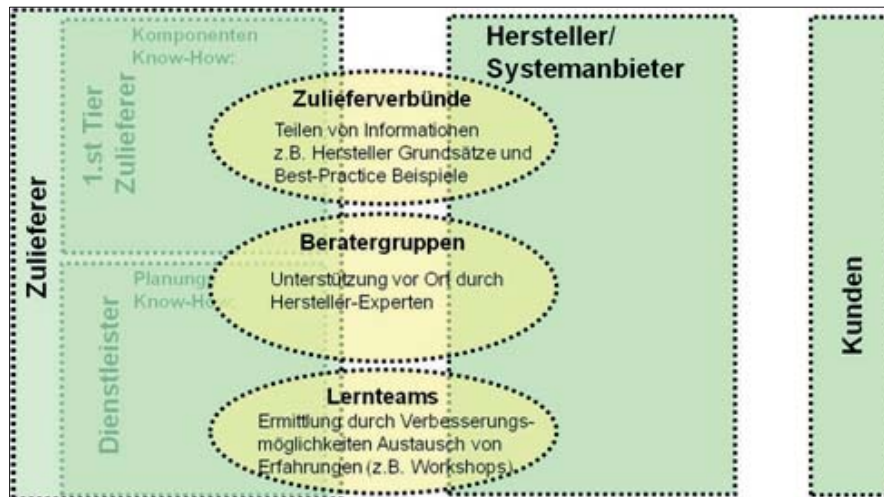 Zulieferer
Komponenten
Know-How:
1.st Tier
Zulieferer
Planungs
Know-How:
Dienstleister
Zulieferverbünde
Teilen von Informationen
z.B. Hersteller Grundsätze und
Best-Practice Beispiele
Beratergruppen
Unterstützung vor Ort durch
Hersteller-Experten
Lernteams
Ermittlung durch Verbesserungs-
möglichkeiten Austausch von
Erfahrungen (z.B. Workshops)
Hersteller/
Systemanbieter
Kunden